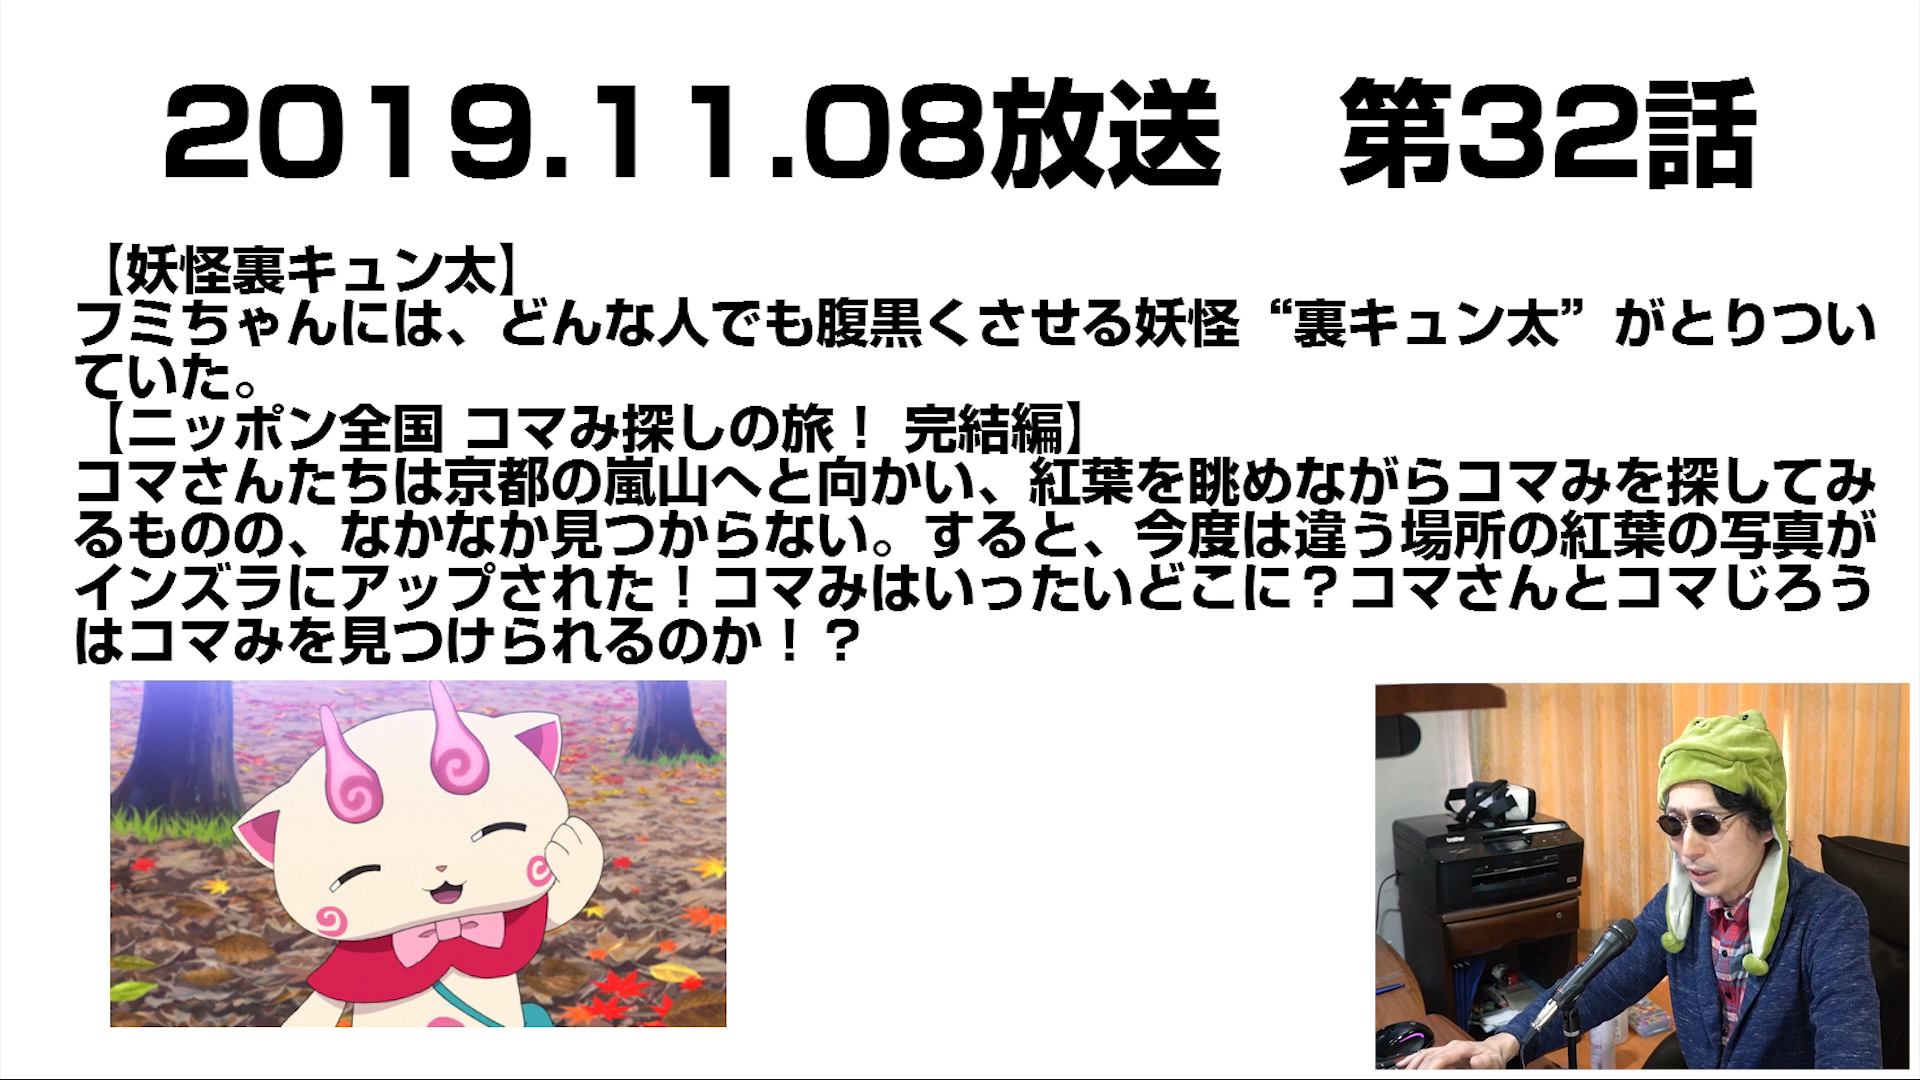 2019.11.08放送　第32話
【妖怪裏キュン太】
フミちゃんには、どんな人でも腹黒くさせる妖怪“裏キュン太”がとりつい
ていた。
【ニッポン全国 コマみ探しの旅！ 完結編】
コマさんたちは京都の嵐山へと向かい、紅葉を眺めながらコマみを探してみ
るものの、なかなか見つからない。すると、今度は違う場所の紅葉の写真が
インズラにアップされた！コマみはいったいどこに？コマさんとコマじろう
はコマみを見つけられるのか！？
brother